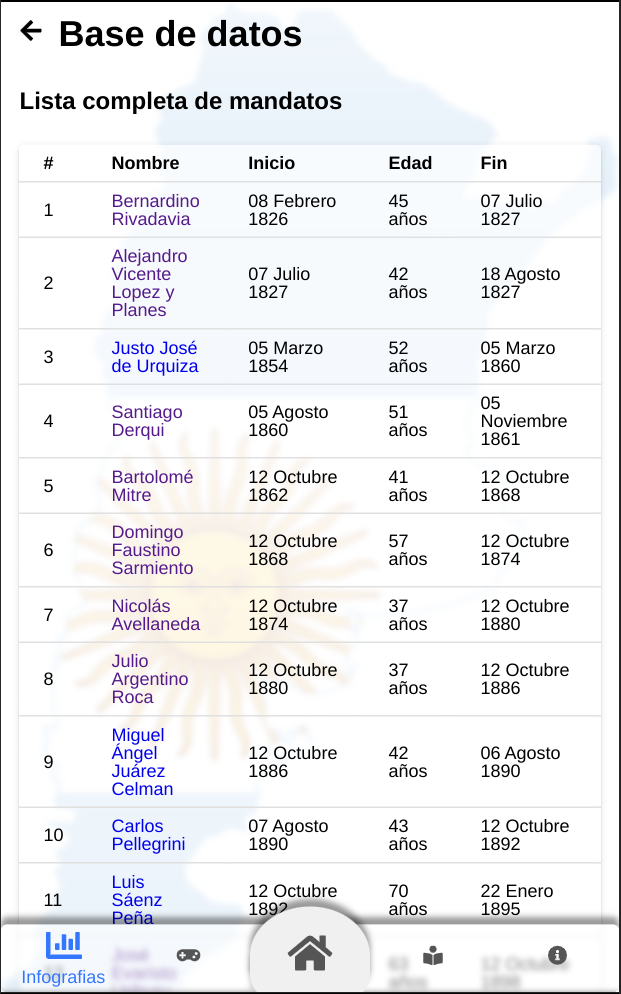 Base de datos
Lista completa de mandatos
# Nombre Inicio Edad Fin
1 Bernardino Rivadavia 08 Febrero 1826 45 años 07 Julio 1827
2 Alejandro Vicente Lopez y Planes 07 Julio 1827 42 años 18 Agosto 1827
3 Justo José de Urquiza 05 Marzo 1854 52 años 05 Marzo 1860
4 Santiago Derqui 05 Agosto 1860 51 años 05 Noviembre 1861
5 Bartolomé Mitre 12 Octubre 1862 41 años 12 Octubre 1868
6 Domingo Faustino Sarmiento 12 Octubre 1868 57 años 12 Octubre 1874
7 Nicolás Avellaneda 12 Octubre 1874 37 años 12 Octubre 1880
8 Julio Argentino Roca 12 Octubre 1880 37 años 12 Octubre 1886
9 Miguel Ángel Juárez Celman 12 Octubre 1886 42 años 06 Agosto 1890
10 Carlos Pellegrini 07 Agosto 1890 43 años 12 Octubre 1892
11 Luis Sáenz Peña 12 Octubre 1892 70 años 22 Enero 1895
José Evaristo 63 años 12 Octubre 1898
Infografias